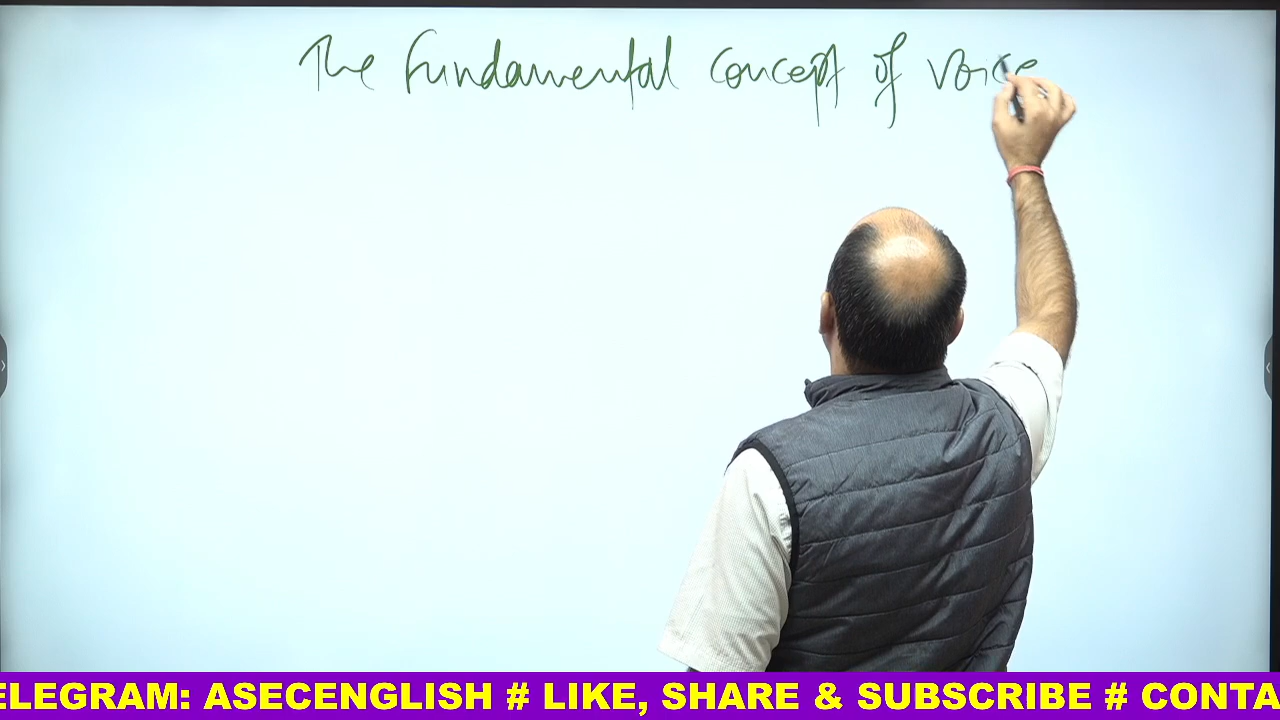 The Fundamental concept of voice
ELEGRAM: ASECENGLISH # LIKE, SHARE & SUBSCRIBE # CONTA